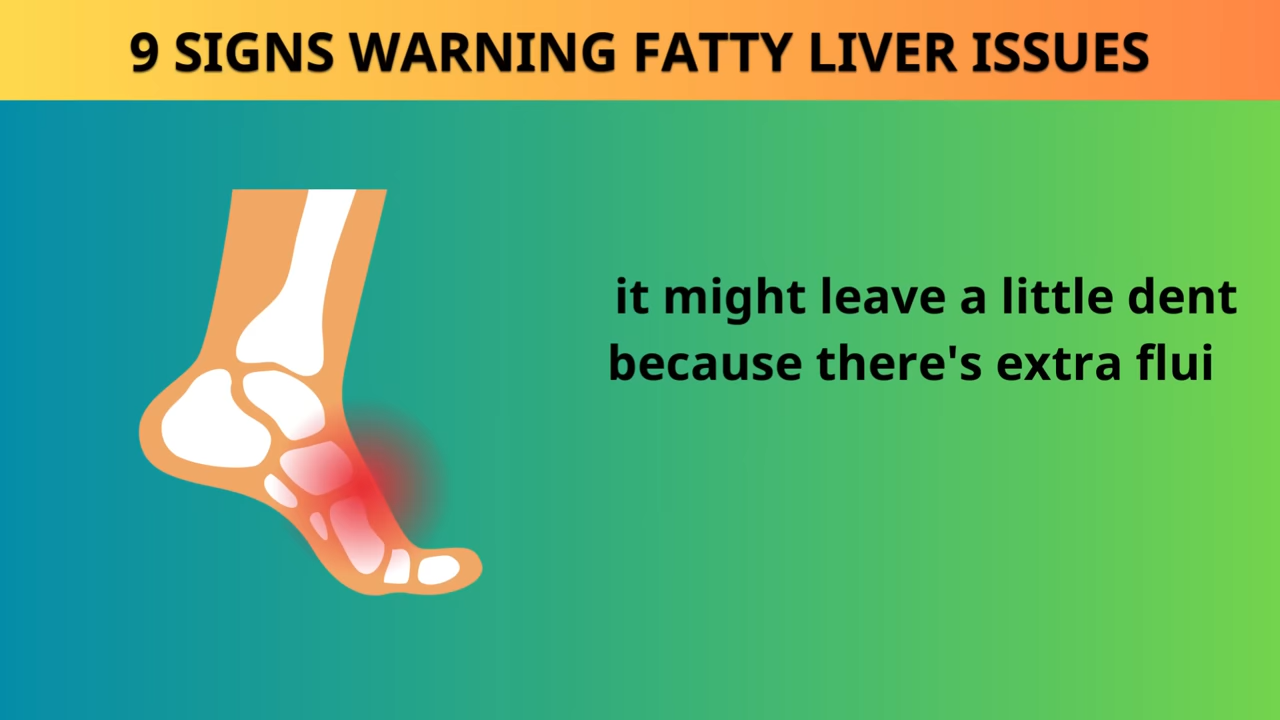 9 SIGNS WARNING FATTY LIVER ISSUES
it might leave a little dent
because there's extra flui